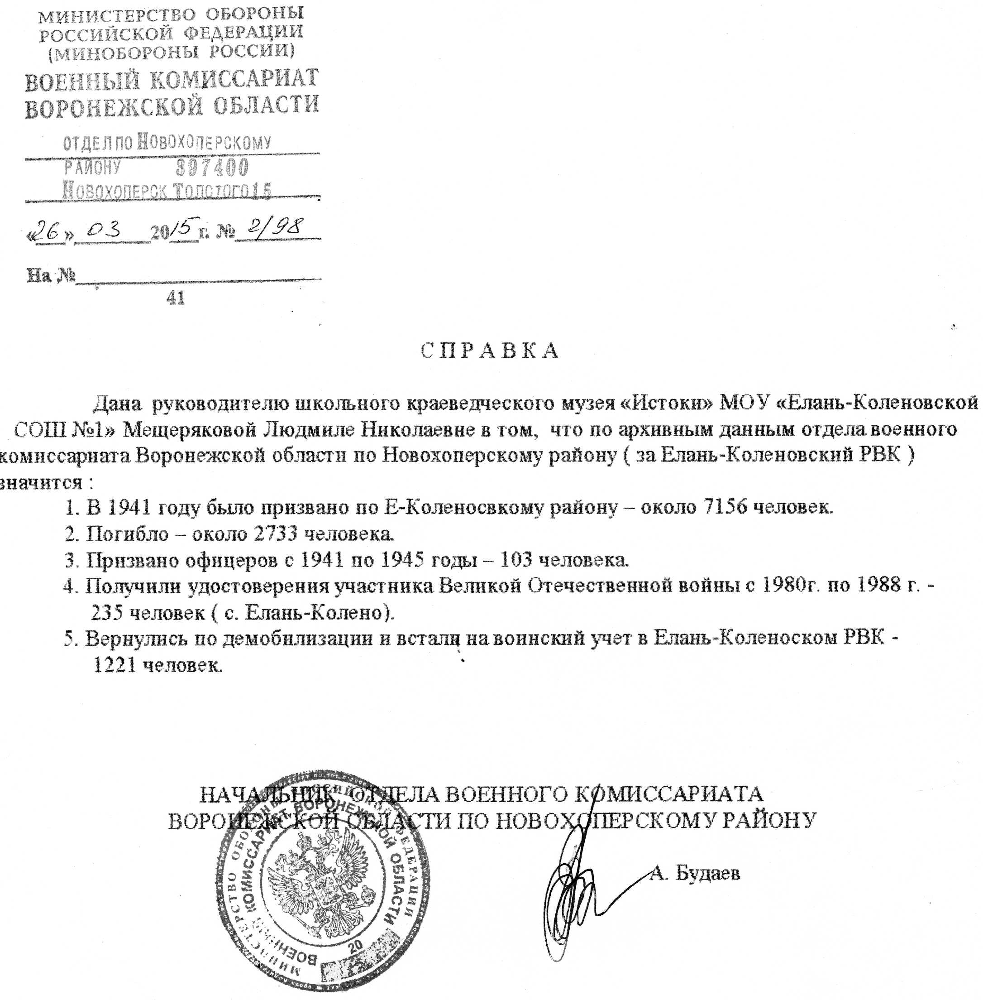 МИНИСТЕРСТВО ОБОРОНЫ
РОССИЙСКОЙ ФЕДЕРАЦИИ
(МИНОБОРОНЫ РОССИИ)
ВОЕННЫЙ КОМИССАРИАТ
ВОРОНЕЖСКОЙ ОБЛАСТИ
ОТДЕЛ ПО НОВОХОПЕРСКОМУ
РАЙОНУ 397400
НОВОХОПЕРСК ТОЛСТОГО 15
«26» 03 2015 г. № 2/98
На №
41
С П Р А В К А
Дана руководителю школьного краеведческого музея «Истоки» МОУ «Елань-Коленовской
СОШ №1» Мещеряковой Людмиле Николаевне в том, что по архивным данным отдела военного
комиссариата Воронежской области по Новохоперскому району ( за Елань-Коленовский РВК )
значится :
1. В 1941 году было призвано по Е-Коленосвкому району – около 7156 человек.
2. Погибло – около 2733 человека.
3. Призвано офицеров с 1941 по 1945 годы – 103 человека.
4. Получили удостоверения участника Великой Отечественной войны с 1980г. по 1988 г. -
235 человек ( с. Елань-Колено).
5. Вернулись по демобилизации и встали на воинский учет в Елань-Коленоском РВК -
1221 человек.
НАЧАЛЬНИК ОТДЕЛА ВОЕННОГО КОМИССАРИАТА
ВОРОНЕЖСКОЙ ОБЛАСТИ ПО НОВОХОПЕРСКОМУ РАЙОНУ
А. Будаев
МИНИСТЕРСТВО ОБОРОНЫ РОССИЙСКОЙ ФЕДЕРАЦИИ
ВОЕННЫЙ КОМИССАРИАТ ВОРОНЕЖСКОЙ ОБЛАСТИ
20